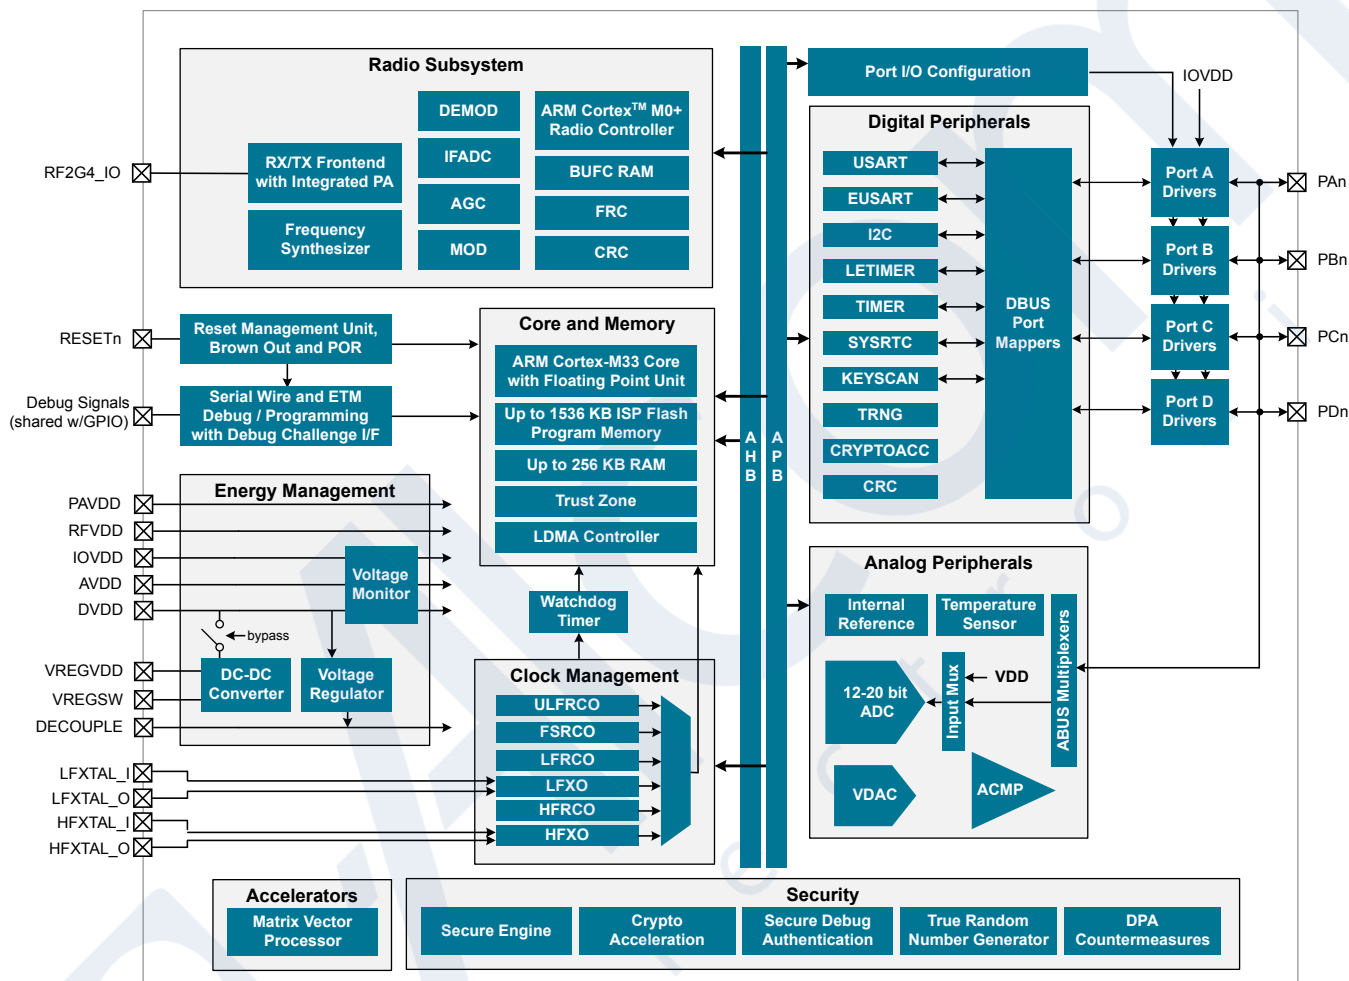 Radio Subsystem
DEMOD
IFADC
AGC
MOD
ARM Cortex™ M0+
Radio Controller
BUFC RAM
FRC
CRC
RX/TX Frontend
with Integrated PA
Frequency
Synthesizer
RF2G4_IO
RESETn
Debug Signals
(shared w/GPIO)
Reset Management Unit,
Brown Out and POR
Serial Wire and ETM
Debug / Programming
with Debug Challenge I/F
Core and Memory
ARM Cortex-M33 Core
with Floating Point Unit
Up to 1536 KB ISP Flash
Program Memory
Up to 256 KB RAM
Trust Zone
LDMA Controller
Energy Management
PAVDD
RFVDD
IOVDD
AVDD
DVDD
VREGVDD
VREGSW
DECOUPLE
Voltage
Monitor
bypass
DC-DC
Converter
Voltage
Regulator
Watchdog
Timer
Clock Management
ULFRCO
FSRCO
LFRCO
LFXO
HFRCO
HFXO
LFXTAL_I
LFXTAL_O
HFXTAL_I
HFXTAL_O
AHB
APB
Port I/O Configuration
IOVDD
Digital Peripherals
USART
EUSART
I2C
LETIMER
TIMER
SYSRTC
KEYSCAN
TRNG
CRYPTOACC
CRC
DBUS
Port
Mappers
Port A
Drivers
Port B
Drivers
Port C
Drivers
Port D
Drivers
PAn
PBn
PCn
PDn
Analog Peripherals
Internal
Reference
Temperature
Sensor
12-20 bit
ADC
Input Mux
VDD
ABUS Multiplexers
VDAC
ACMP
Accelerators
Matrix Vector
Processor
Security
Secure Engine
Crypto
Acceleration
Secure Debug
Authentication
True Random
Number Generator
DPA
Countermeasures